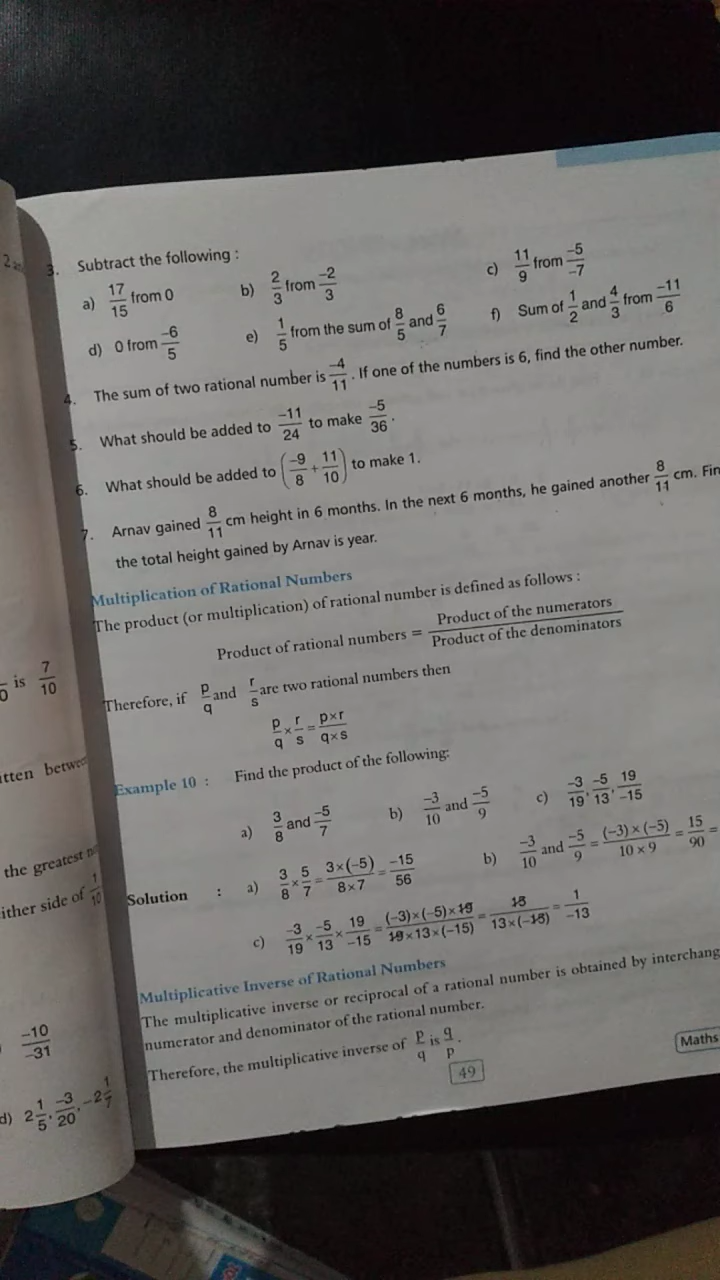 3. Subtract the following :
a) 17/15 from 0 b) 2/3 from -2/3 c) 11/9 from -5/-7
d) 0 from -6/5 e) 1/5 from the sum of 8/5 and 6/7 f) Sum of 1/2 and 4/3 from -11/6
4. The sum of two rational number is -4/11. If one of the numbers is 6, find the other number.
5. What should be added to -11/24 to make -5/36.
6. What should be added to (-9/8 + 11/10) to make 1.
7. Arnav gained 8/11 cm height in 6 months. In the next 6 months, he gained another 8/11 cm. Fin
the total height gained by Arnav is year.
Multiplication of Rational Numbers
The product (or multiplication) of rational number is defined as follows :
Product of rational numbers = Product of the numerators / Product of the denominators
Therefore, if p/q and r/s are two rational numbers then
p/q × r/s = p×r / q×s
Example 10 : Find the product of the following:
a) 3/8 and -5/7 b) -3/10 and -5/9 c) -3/19, -5/13, 19/-15
Solution : a) 3/8 × 5/7 = 3×(-5) / 8×7 = -15/56 b) -3/10 and -5/9 = (-3)×(-5) / 10×9 = 15/90 =
c) -3/19 × -5/13 × 19/-15 = (-3)×(-5)×19 / 19×13×(-15) = 15 / 13×(-15) = 1/-13
Multiplicative Inverse of Rational Numbers
The multiplicative inverse or reciprocal of a rational number is obtained by interchang
numerator and denominator of the rational number.
Therefore, the multiplicative inverse of p/q is q/p.
49
Maths
is 7/10
itten betwee
the greatest
ither side of 1/10
-10/-31
d) 2 1/5, -3/20, -2 1/7